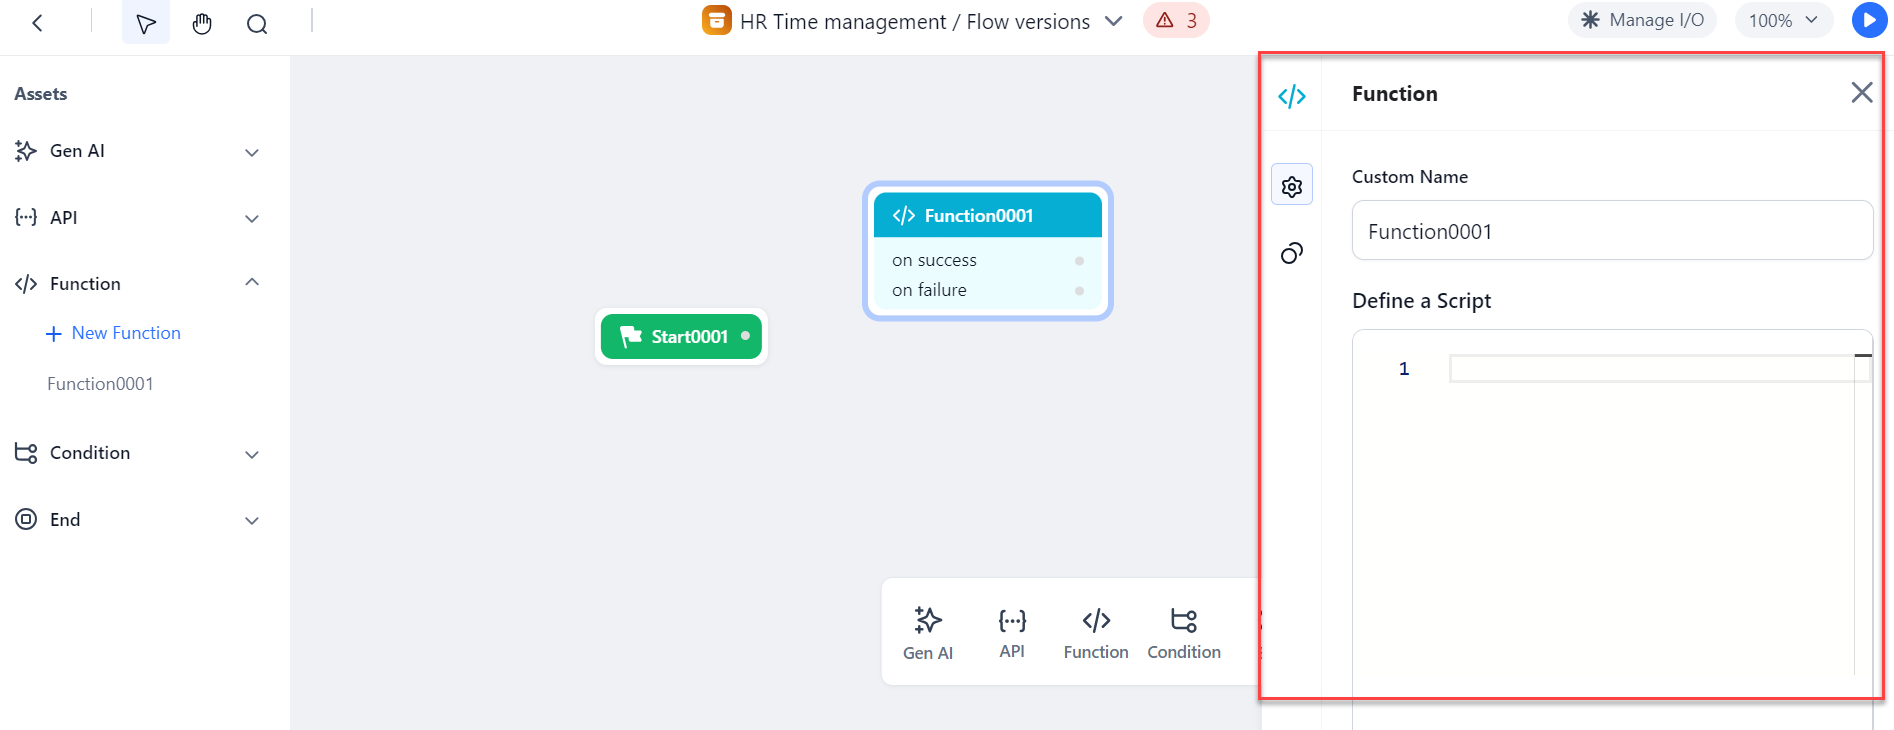 HR Time management / Flow versions
3
Manage I/O
100%
Assets
Gen AI
API
Function
New Function
Function0001
Condition
End
Start0001
Function0001
on success
on failure
Gen AI
API
Function
Condition
Function
Custom Name
Function0001
Define a Script
1